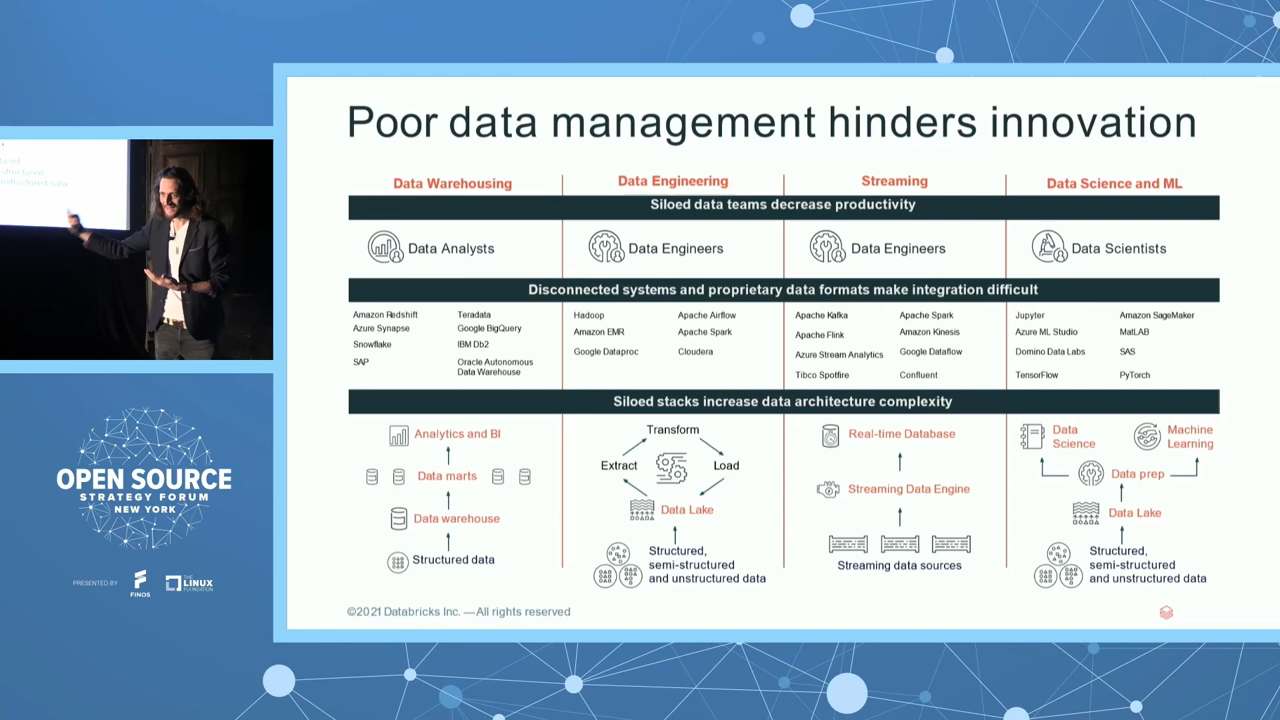 Poor data management hinders innovation
Data Warehousing
Data Engineering
Streaming
Data Science and ML
Siloed data teams decrease productivity
Data Analysts
Data Engineers
Data Engineers
Data Scientists
Disconnected systems and proprietary data formats make integration difficult
Amazon Redshift
Teradata
Azure Synapse
Google BigQuery
Snowflake
IBM Db2
SAP
Oracle Autonomous
Data Warehouse
Hadoop
Apache Airflow
Amazon EMR
Apache Spark
Google Dataproc
Cloudera
Apache Kafka
Apache Spark
Apache Flink
Amazon Kinesis
Azure Stream Analytics
Google Dataflow
Tibco Spotfire
Confluent
Jupyter
Amazon SageMaker
Azure ML Studio
MatLAB
Domino Data Labs
SAS
TensorFlow
PyTorch
Siloed stacks increase data architecture complexity
Analytics and BI
Data marts
Data warehouse
Structured data
Transform
Extract
Load
Data Lake
Structured,
semi-structured
and unstructured data
Real-time Database
Streaming Data Engine
Streaming data sources
Data
Science
Machine
Learning
Data prep
Data Lake
Structured,
semi-structured
and unstructured data
©2021 Databricks Inc. — All rights reserved
OPEN SOURCE
STRATEGY FORUM
NEW YORK
PRESENTED BY
FINOS
THE
LINUX
FOUNDATION